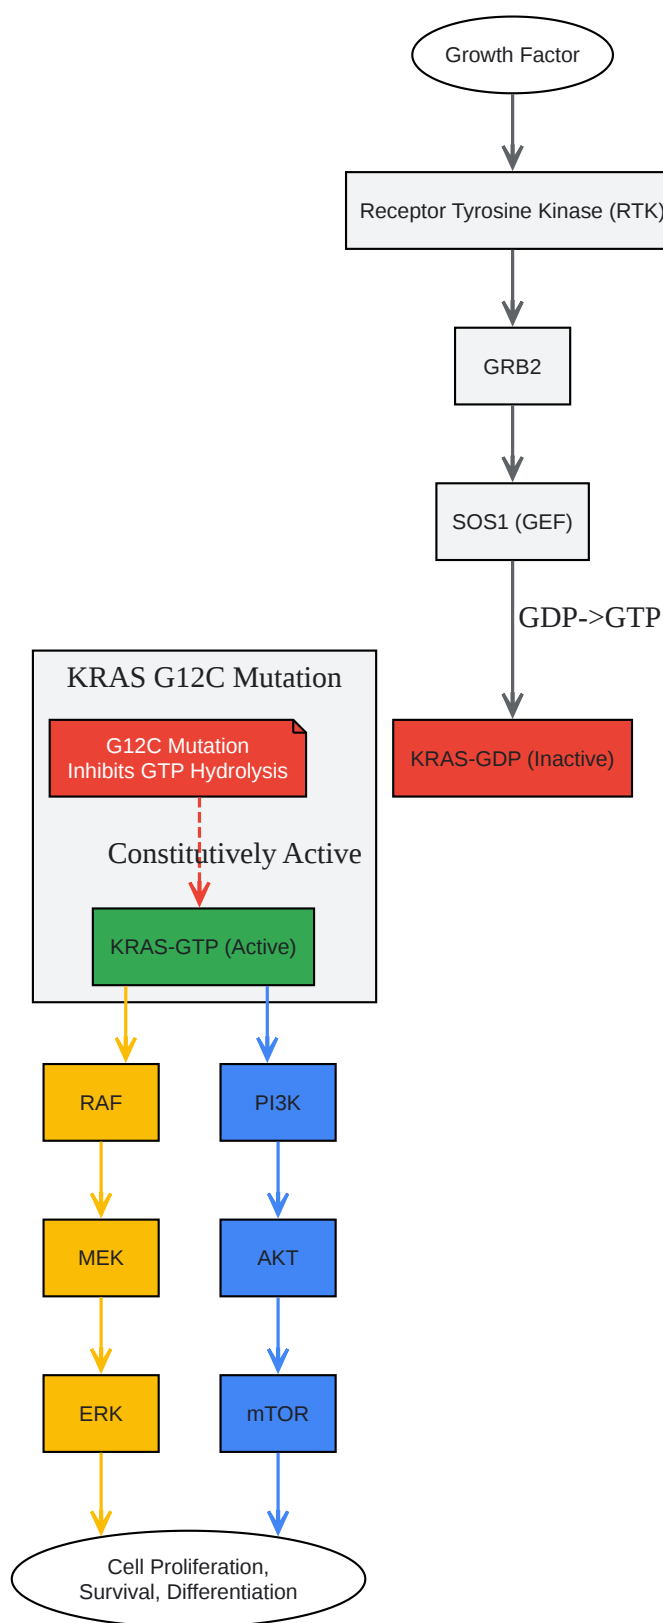 Growth Factor
Receptor Tyrosine Kinase (RTK)
GRB2
SOS1 (GEF)
GDP->GTP
KRAS G12C Mutation
G12C Mutation
Inhibits GTP Hydrolysis
KRAS-GDP (Inactive)
Constitutively Active
KRAS-GTP (Active)
RAF
PI3K
MEK
AKT
ERK
mTOR
Cell Proliferation,
Survival, Differentiation